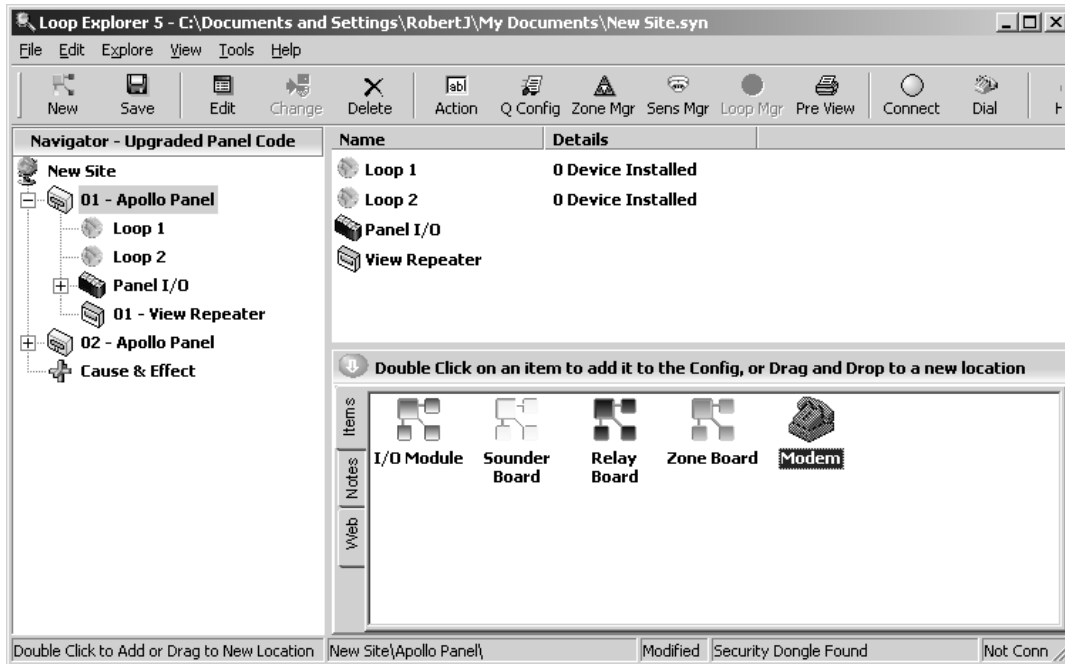 Loop Explorer 5 - C:\Documents and Settings\RobertJ\My Documents\New Site.syn
File Edit Explore View Tools Help
New Save Edit Change Delete Action Q Config Zone Mgr Sens Mgr Loop Mgr Pre View Connect Dial
Navigator - Upgraded Panel Code
New Site
01 - Apollo Panel
Loop 1
Loop 2
Panel I/O
01 - View Repeater
02 - Apollo Panel
Cause & Effect
Name Details
Loop 1 0 Device Installed
Loop 2 0 Device Installed
Panel I/O
View Repeater
Double Click on an item to add it to the Config, or Drag and Drop to a new location
Items
Notes
Web
I/O Module
Sounder
Board
Relay
Board
Zone Board
Modem
Double Click to Add or Drag to New Location New Site\Apollo Panel\ Modified Security Dongle Found Not Conn